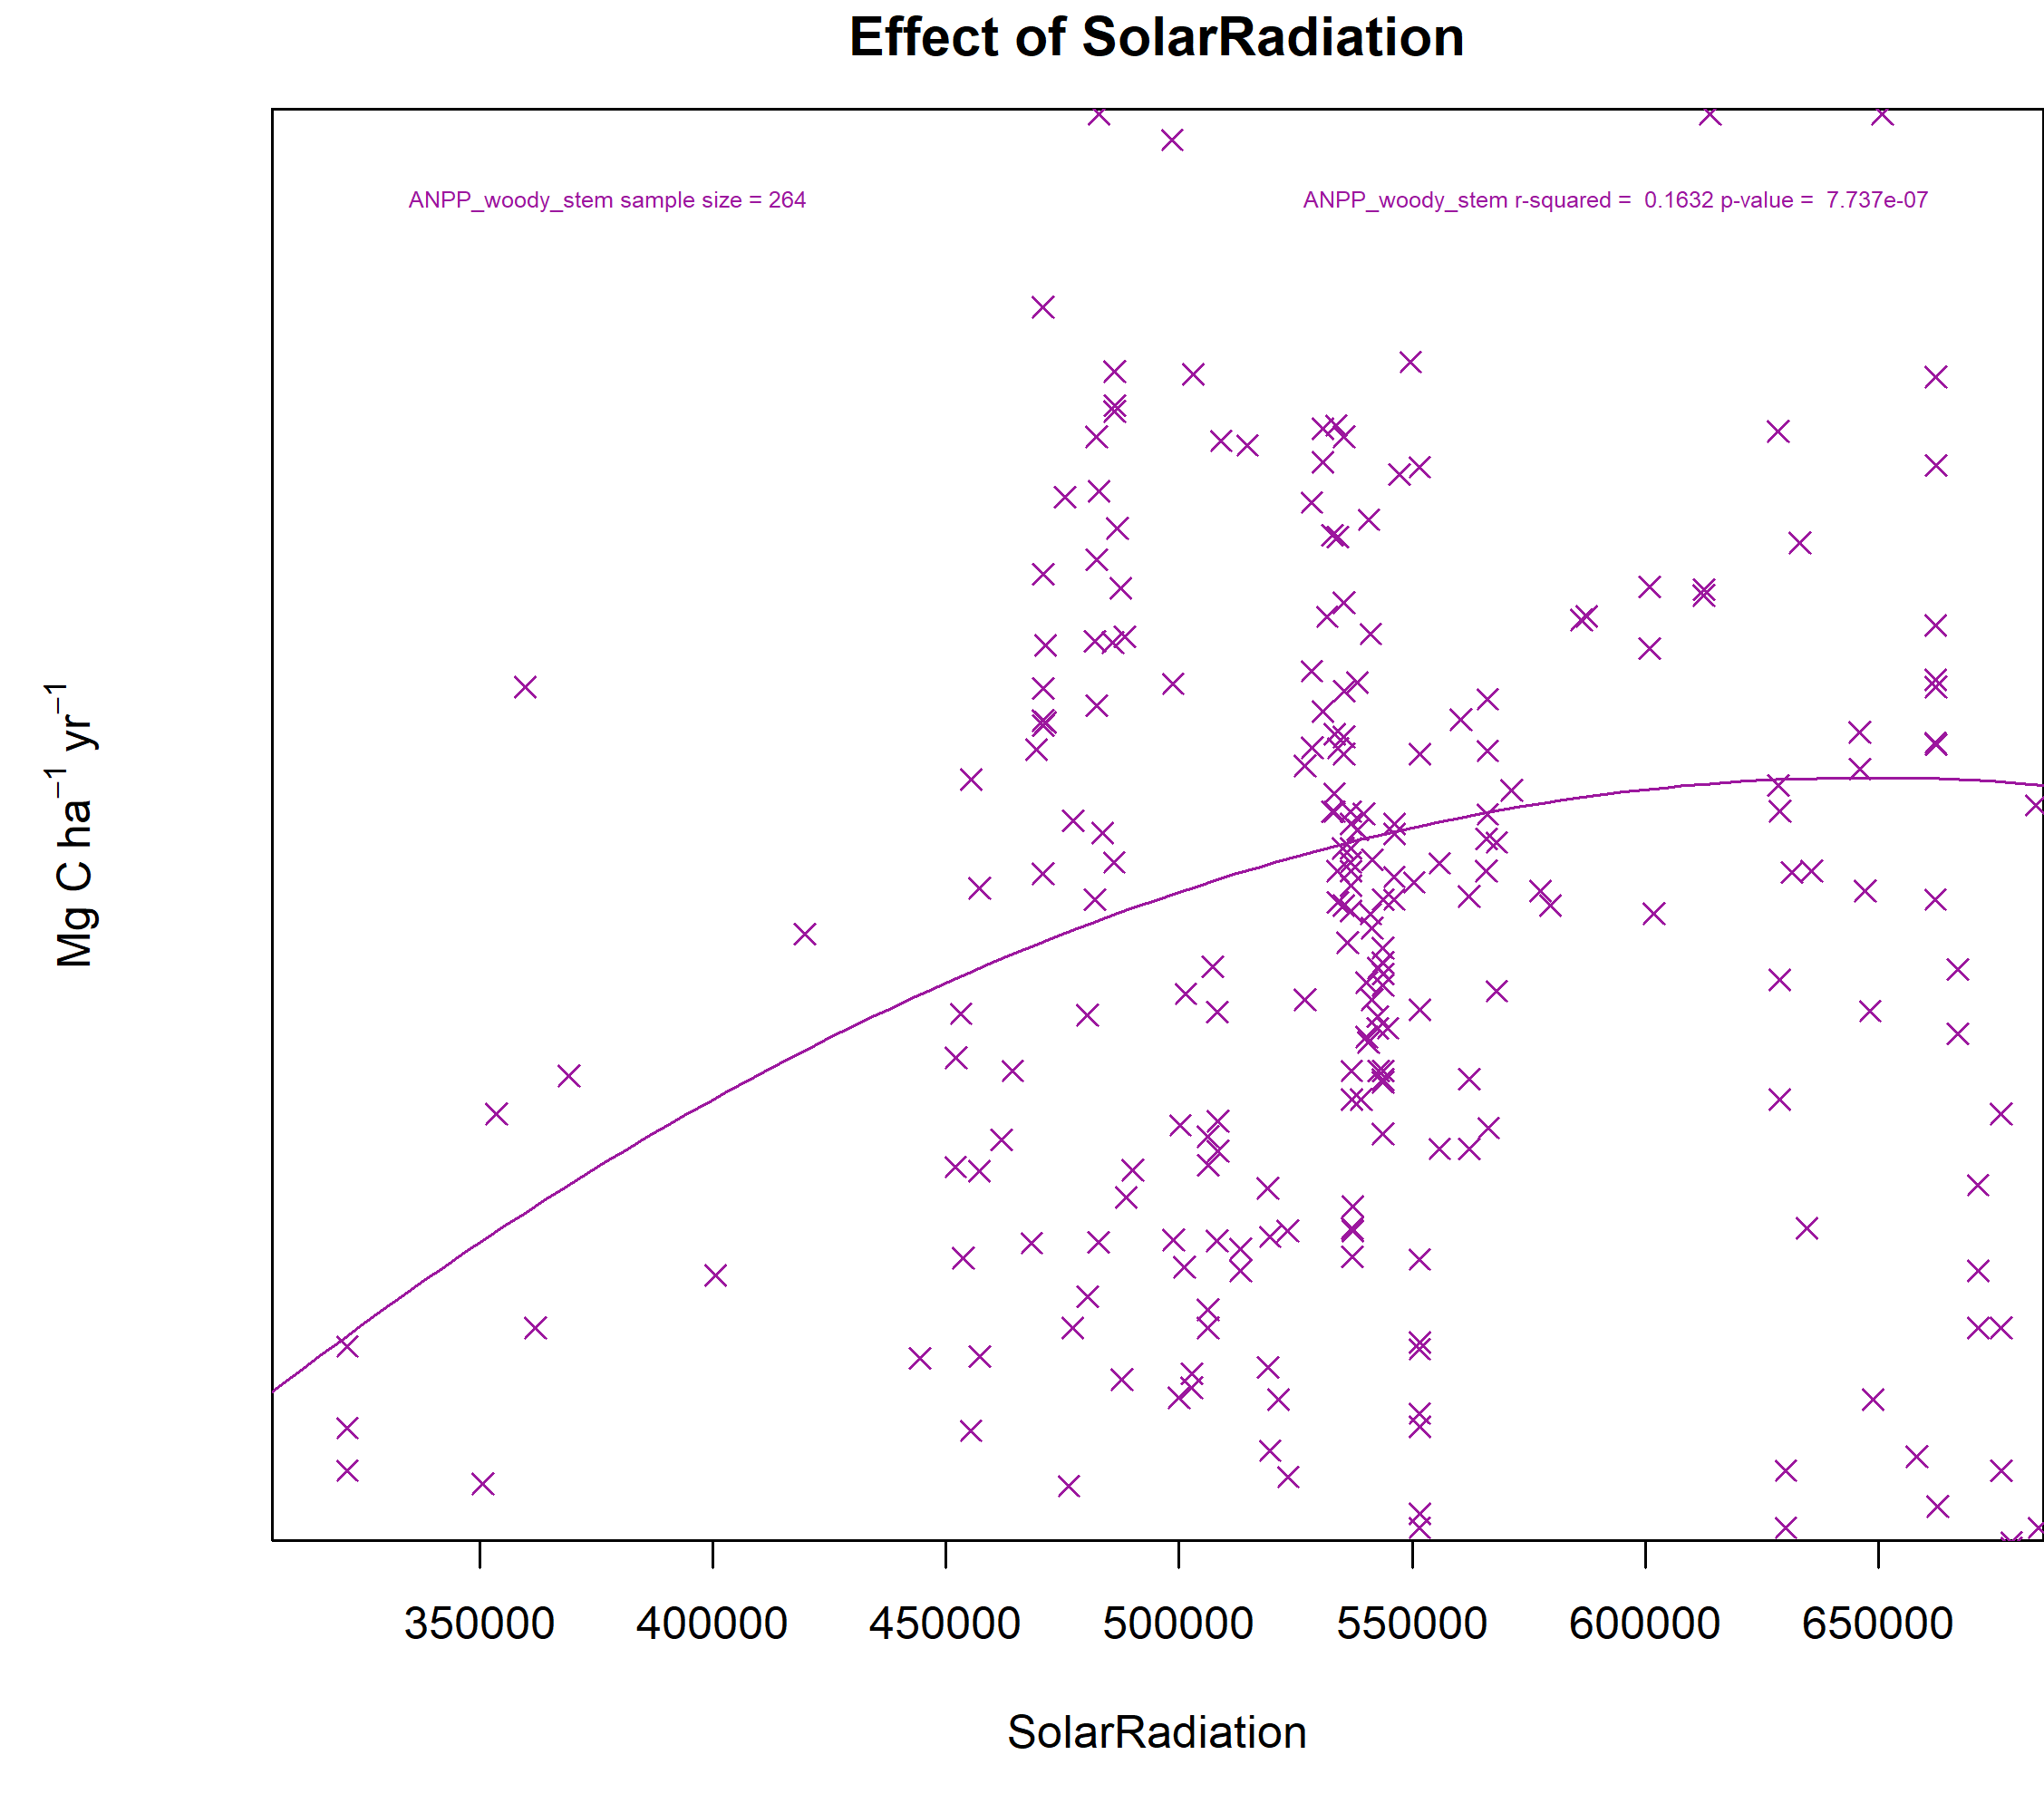 Effect of SolarRadiation
ANPP_woody_stem sample size = 264
ANPP_woody_stem r-squared =  0.1632 p-value =  7.737e-07
Mg C ha⁻¹ yr⁻¹
350000 400000 450000 500000 550000 600000 650000
SolarRadiation